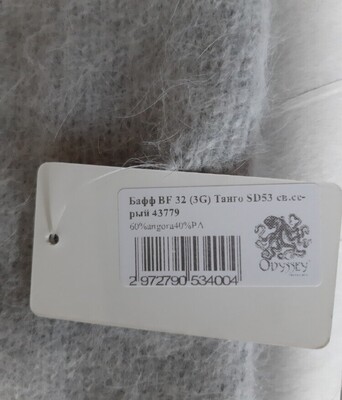 Бафф BF 32 (3G) Танго SD53 св.се-
рый 43779
60%angora40%PA
2 972790 534004
ODYSSEY